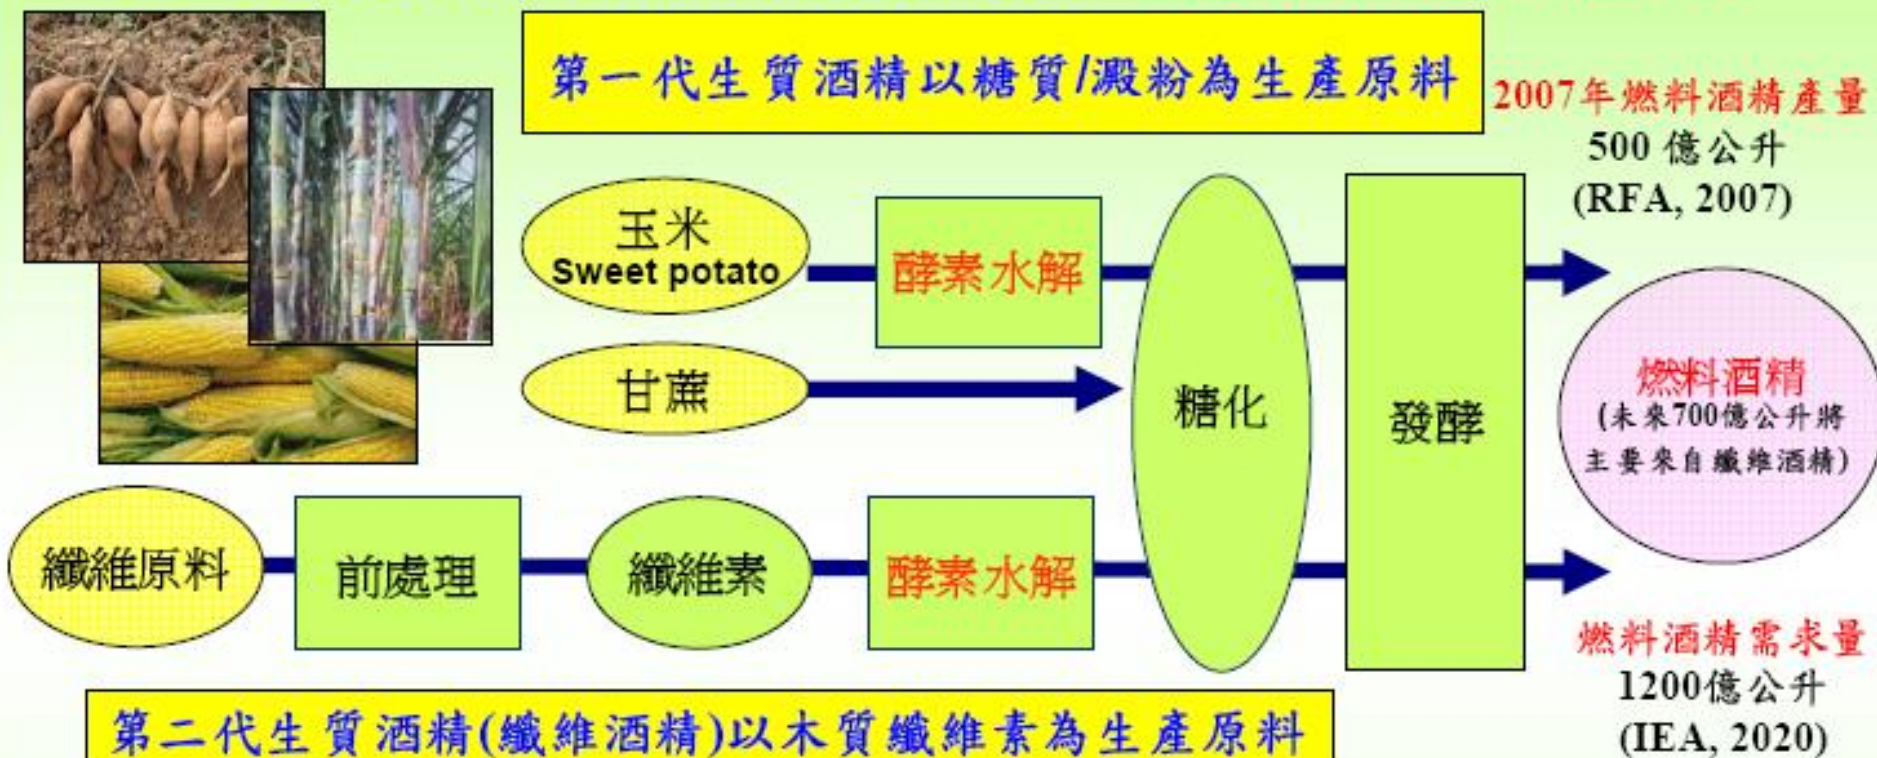 第一代生質酒精以糖質/澱粉為生產原料
2007年燃料酒精產量
500 億公升
(RFA, 2007)
玉米
Sweet potato
酵素水解
甘蔗
糖化
發酵
燃料酒精
(未來700億公升將
主要來自纖維酒精)
纖維原料
前處理
纖維素
酵素水解
燃料酒精需求量
1200億公升
(IEA, 2020)
第二代生質酒精(纖維酒精)以木質纖維素為生產原料